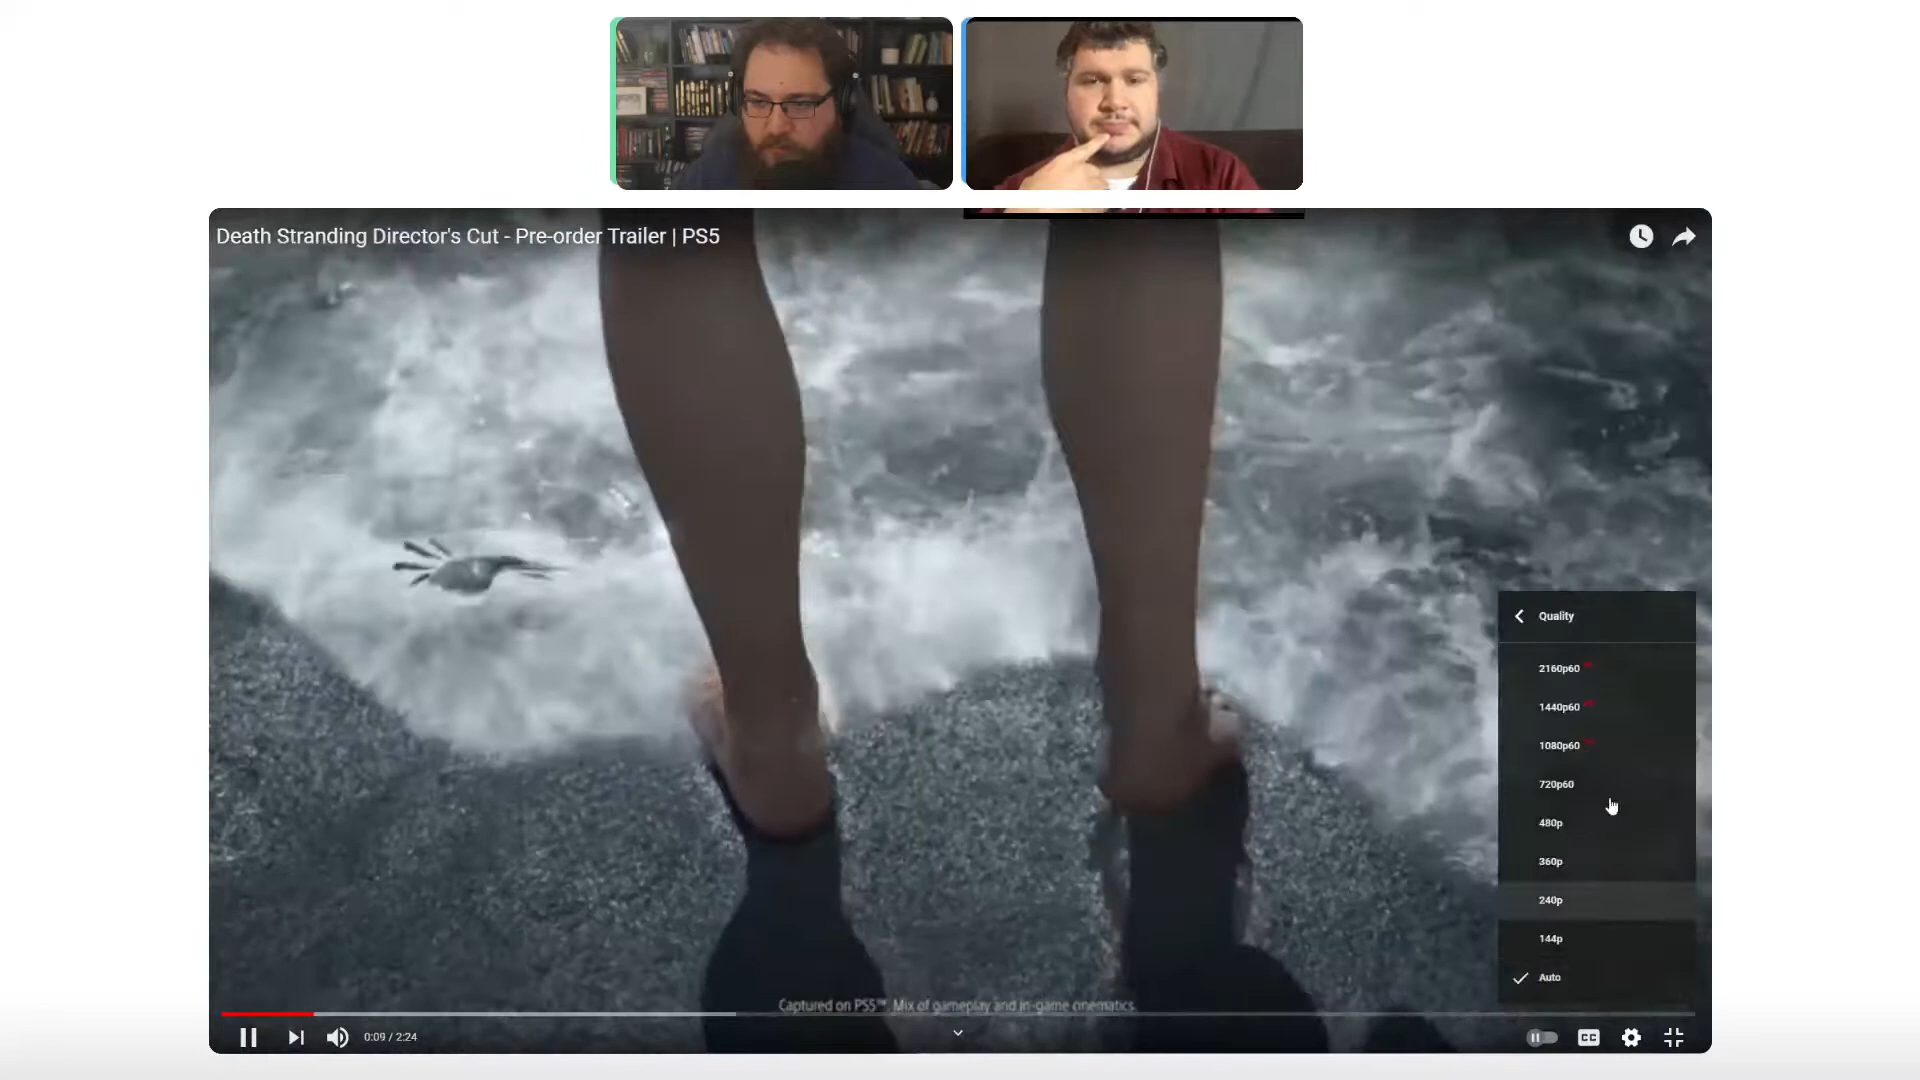 Death Stranding Director's Cut - Pre-order Trailer | PS5
Quality
2160p60
1440p60
1080p60
720p60
480p
360p
240p
144p
Auto
Captured on PS5™. Mix of gameplay and in-game cinematics.
0:09 / 2:24
CC